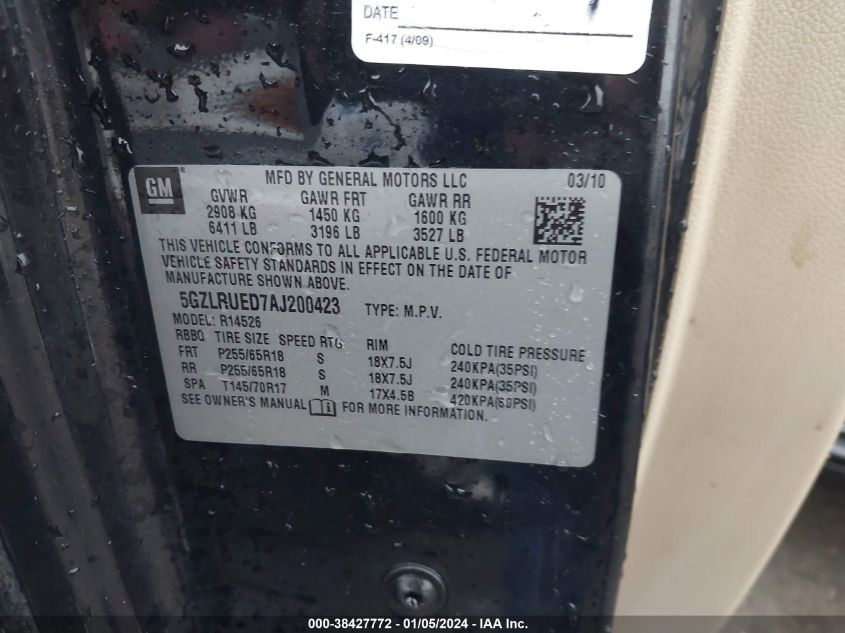 DATE
F-417 (4/09)
GM
MFD BY GENERAL MOTORS LLC 03/10
GVWR GAWR FRT GAWR RR
2908 KG 1450 KG 1600 KG
6411 LB 3196 LB 3527 LB
THIS VEHICLE CONFORMS TO ALL APPLICABLE U.S. FEDERAL MOTOR
VEHICLE SAFETY STANDARDS IN EFFECT ON THE DATE OF
MANUFACTURE SHOWN ABOVE.
5GZLRUED7AJ200423 TYPE: M.P.V.
MODEL: R14526
RBBQ TIRE SIZE SPEED RTG RIM COLD TIRE PRESSURE
FRT P255/65R18 S 18X7.5J 240KPA(35PSI)
RR P255/65R18 S 18X7.5J 240KPA(35PSI)
SPA T145/70R17 M 17X4.5B 420KPA(60PSI)
SEE OWNER'S MANUAL FOR MORE INFORMATION.
000-38427772 - 01/05/2024 - IAA Inc.